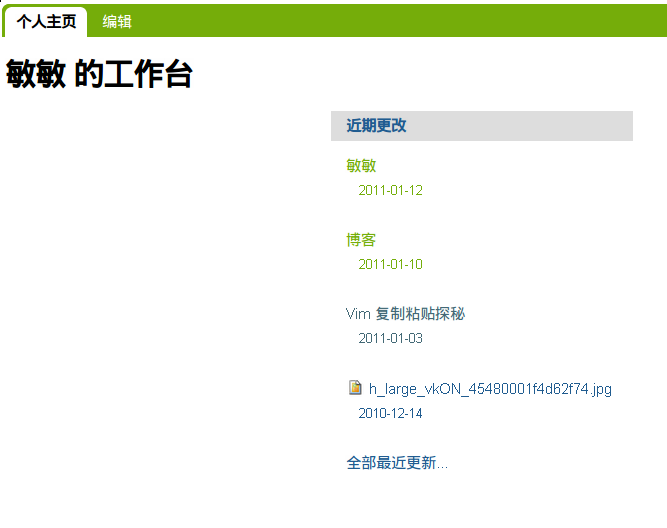 个人主页 编辑
敏敏 的工作台
近期更改
敏敏
2011-01-12
博客
2011-01-10
Vim 复制粘贴探秘
2011-01-03
h_large_vkON_45480001f4d62f74.jpg
2010-12-14
全部最近更新...